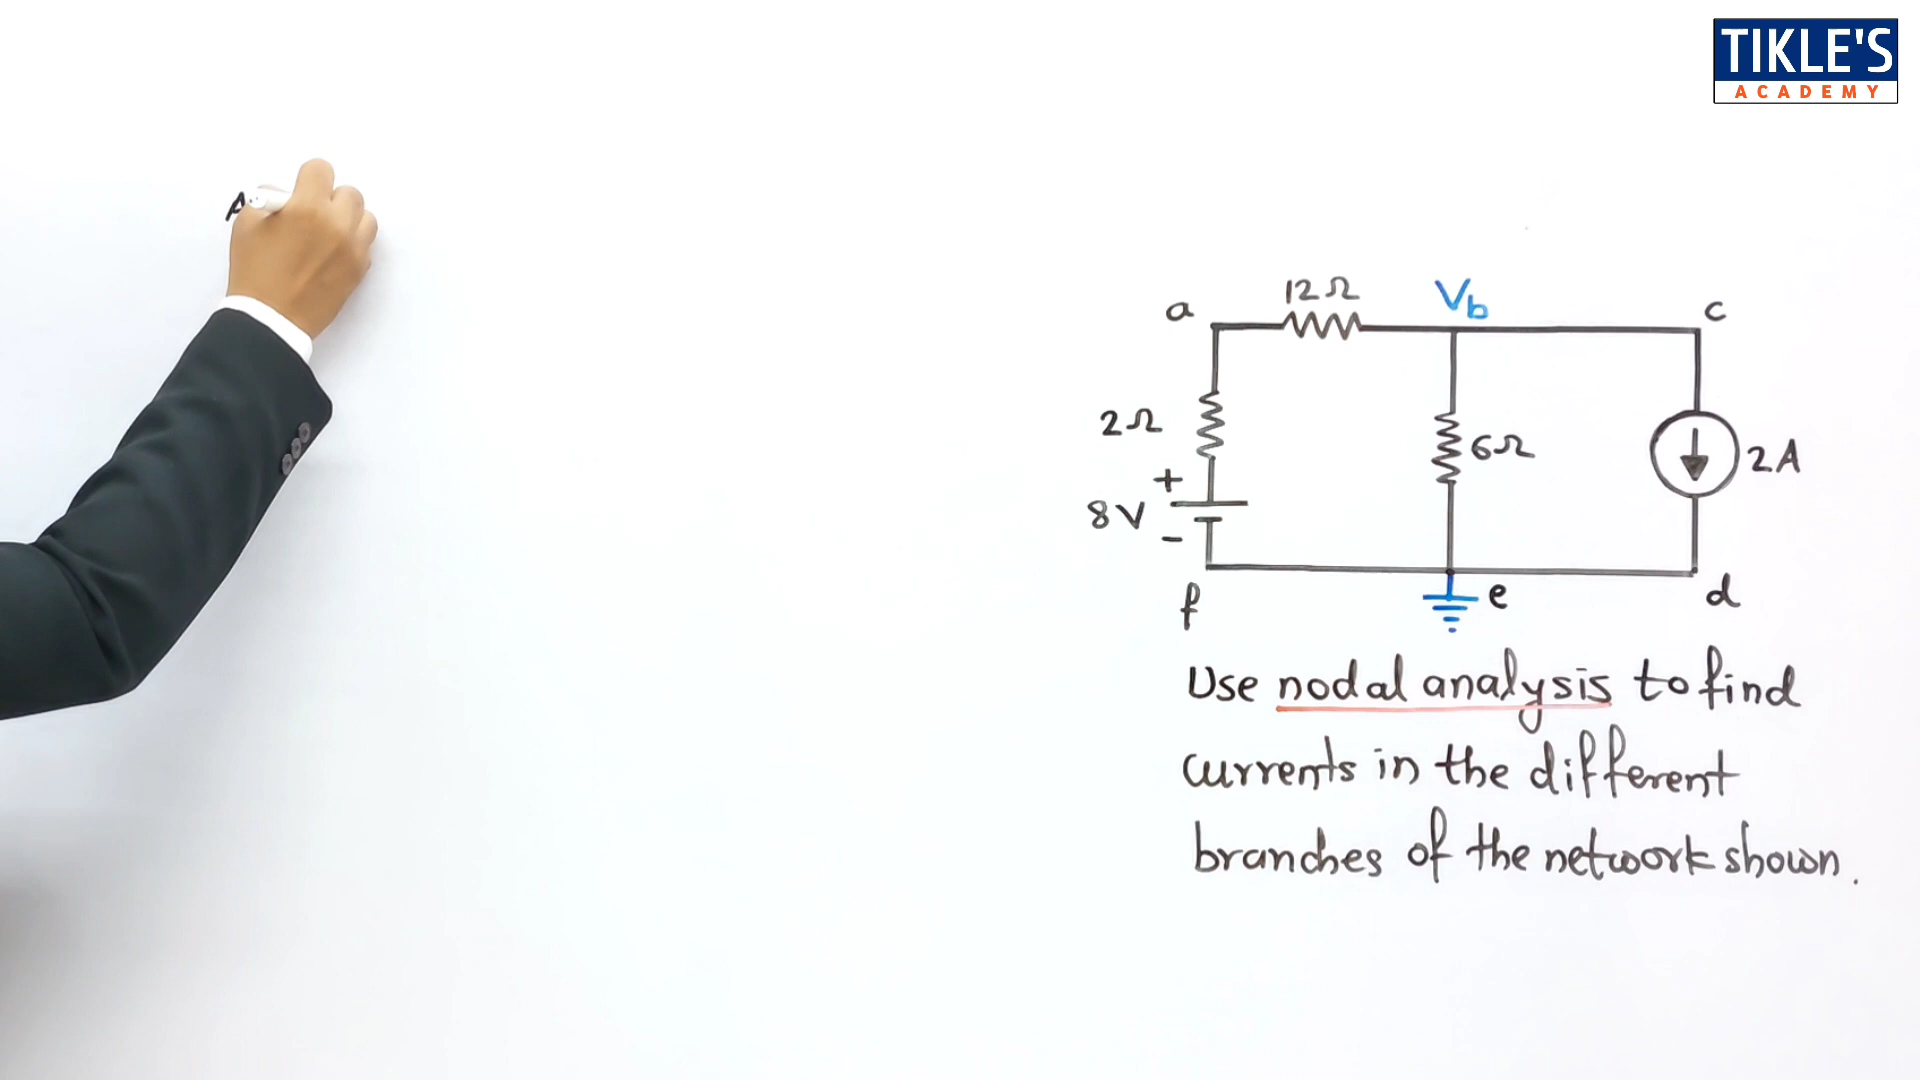 TIKLE'S
ACADEMY
A
12Ω
Vb
a
c
2Ω
6Ω
2A
+
8V
-
f
e
d
Use nodal analysis to find
currents in the different
branches of the network shown.